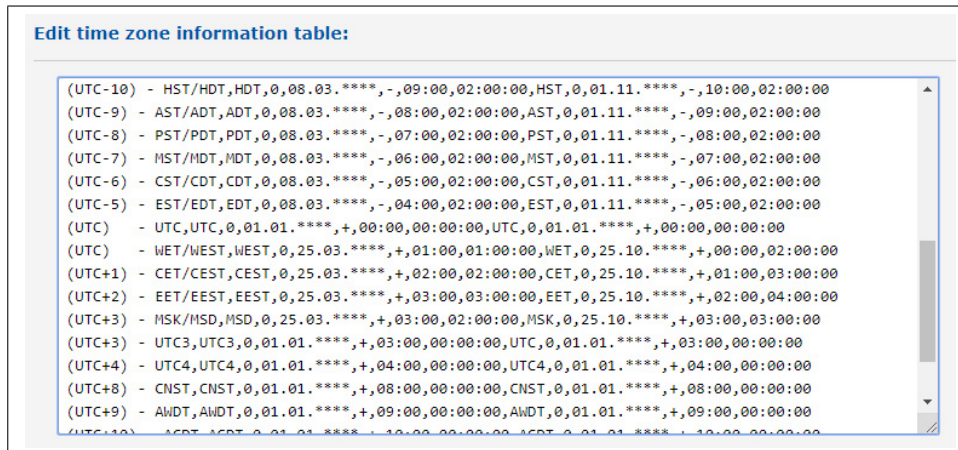 Edit time zone information table:
(UTC-10) - HST/HDT,HDT,0,08.03.****,-,09:00,02:00:00,HST,0,01.11.****,-,10:00,02:00:00
(UTC-9) - AST/ADT,ADT,0,08.03.****,-,08:00,02:00:00,AST,0,01.11.****,-,09:00,02:00:00
(UTC-8) - PST/PDT,PDT,0,08.03.****,-,07:00,02:00:00,PST,0,01.11.****,-,08:00,02:00:00
(UTC-7) - MST/MDT,MDT,0,08.03.****,-,06:00,02:00:00,MST,0,01.11.****,-,07:00,02:00:00
(UTC-6) - CST/CDT,CDT,0,08.03.****,-,05:00,02:00:00,CST,0,01.11.****,-,06:00,02:00:00
(UTC-5) - EST/EDT,EDT,0,08.03.****,-,04:00,02:00:00,EST,0,01.11.****,-,05:00,02:00:00
(UTC)   - UTC,UTC,0,01.01.****,+,00:00,00:00:00,UTC,0,01.01.****,+,00:00,00:00:00
(UTC)   - WET/WEST,WEST,0,25.03.****,+,01:00,01:00:00,WET,0,25.10.****,+,00:00,02:00:00
(UTC+1) - CET/CEST,CEST,0,25.03.****,+,02:00,02:00:00,CET,0,25.10.****,+,01:00,03:00:00
(UTC+2) - EET/EEST,EEST,0,25.03.****,+,03:00,03:00:00,EET,0,25.10.****,+,02:00,04:00:00
(UTC+3) - MSK/MSD,MSD,0,25.03.****,+,03:00,02:00:00,MSK,0,25.10.****,+,03:00,03:00:00
(UTC+3) - UTC3,UTC3,0,01.01.****,+,03:00,00:00:00,UTC,0,01.01.****,+,03:00,00:00:00
(UTC+4) - UTC4,UTC4,0,01.01.****,+,04:00,00:00:00,UTC4,0,01.01.****,+,04:00,00:00:00
(UTC+8) - CNST,CNST,0,01.01.****,+,08:00,00:00:00,CNST,0,01.01.****,+,08:00,00:00:00
(UTC+9) - AWDT,AWDT,0,01.01.****,+,09:00,00:00:00,AWDT,0,01.01.****,+,09:00,00:00:00